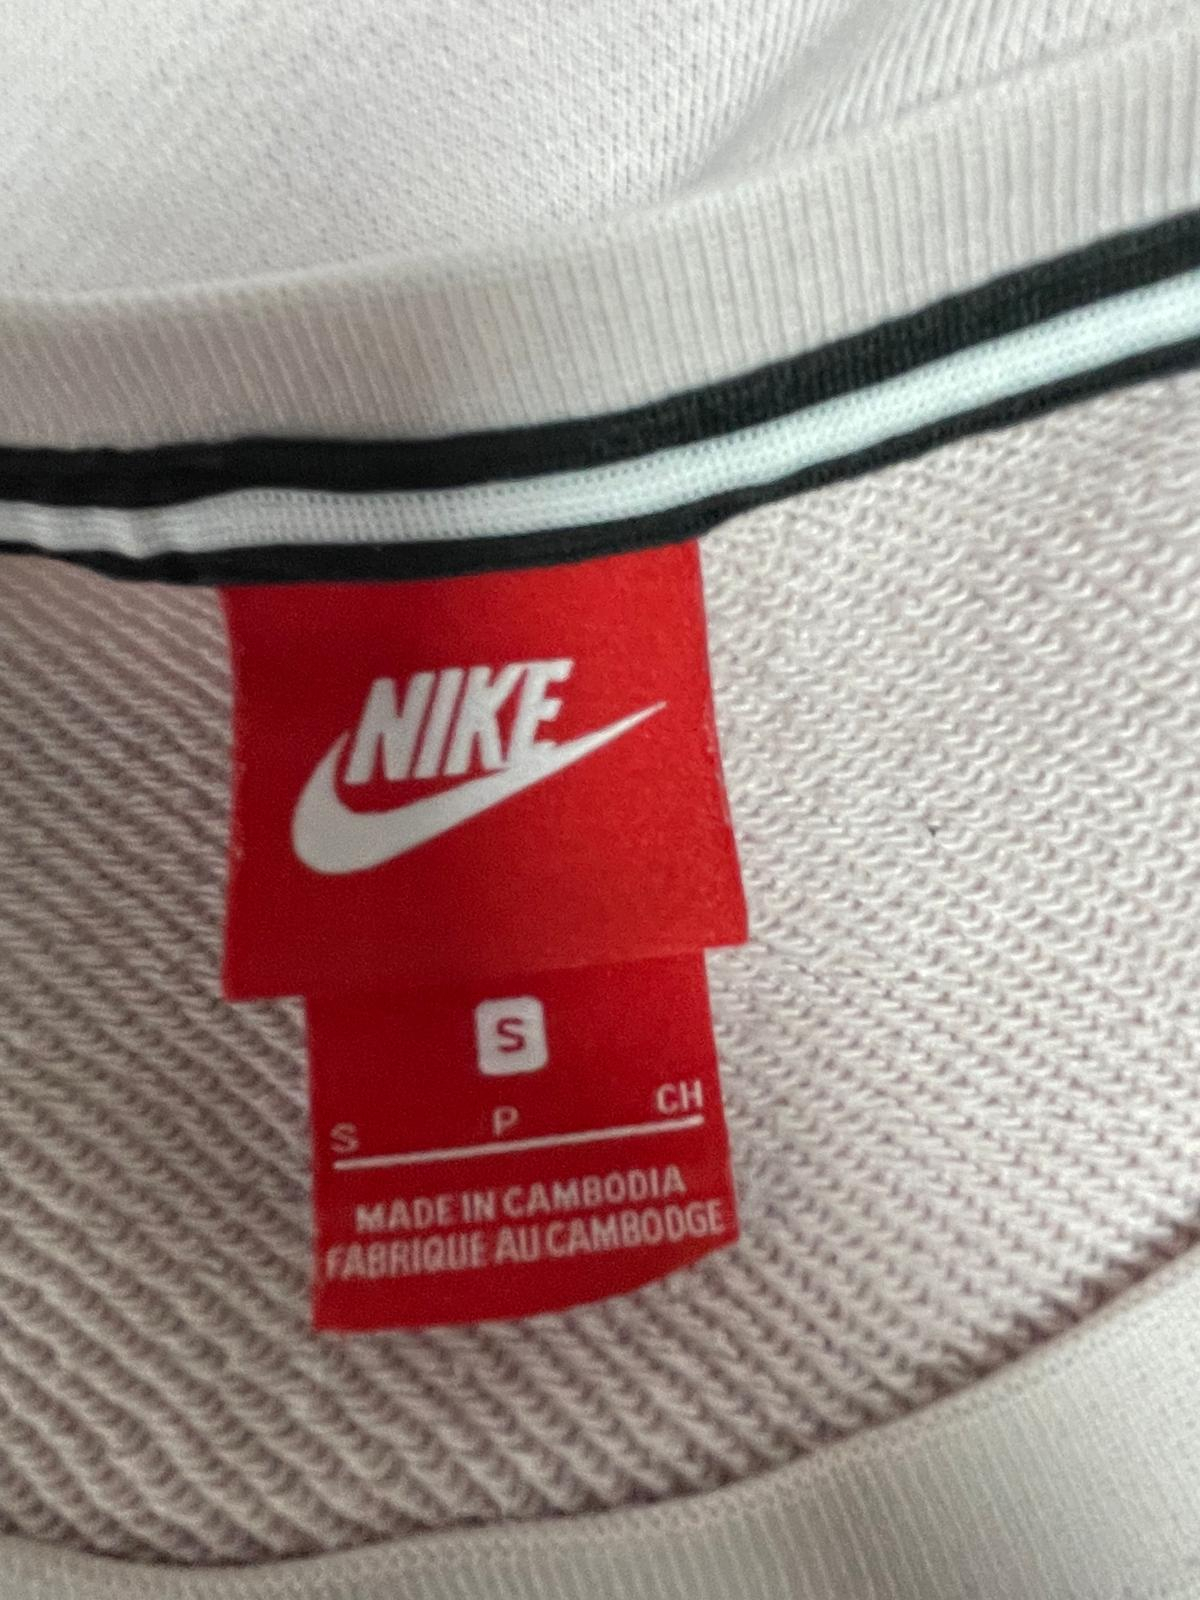 NIKE
S
S P CH
MADE IN CAMBODIA
FABRIQUE AU CAMBODGE